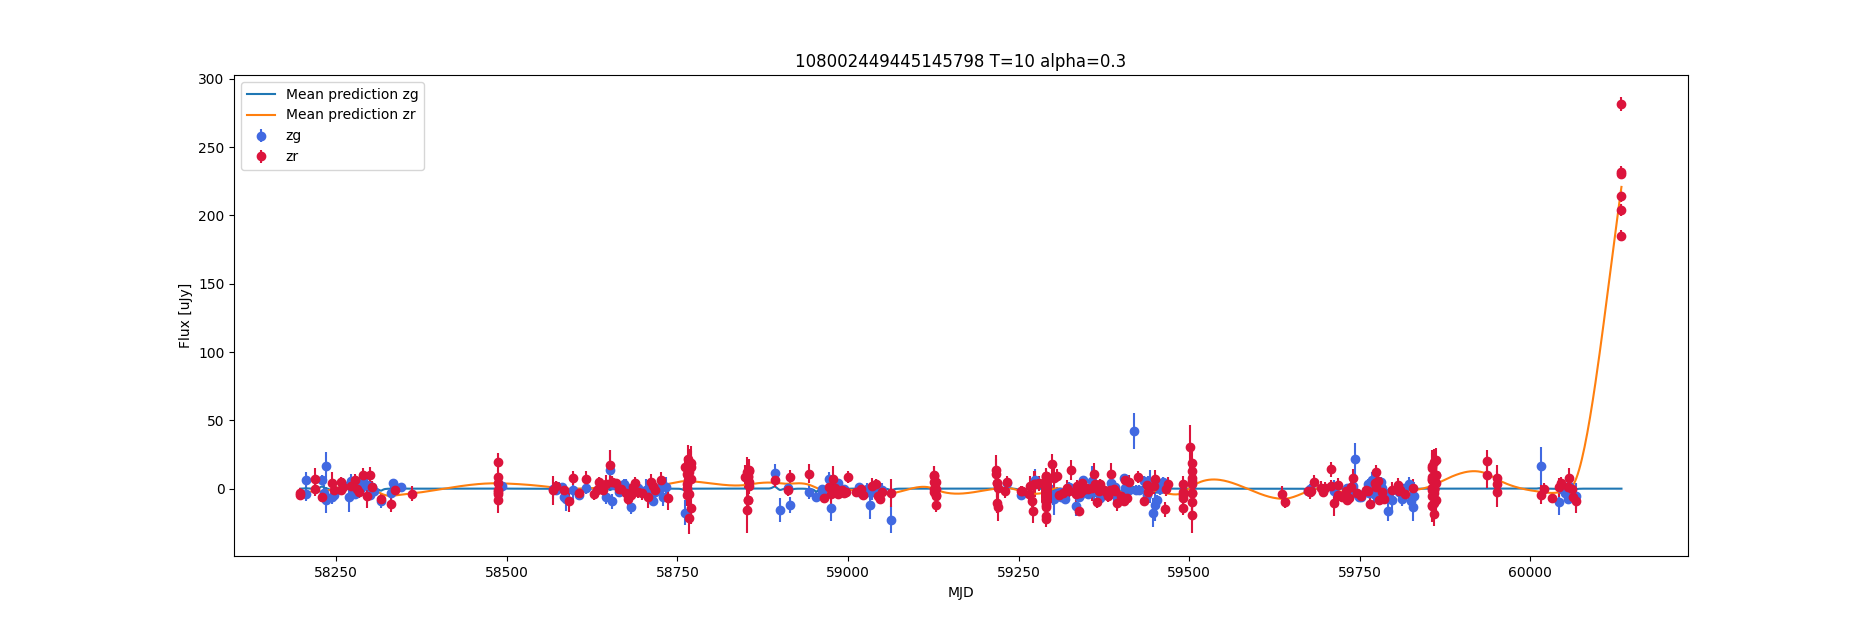 108002449445145798 T=10 alpha=0.3
300
250
200
150
100
50
0
Flux [uJy]
Mean prediction zg
Mean prediction zr
zg
zr
58250 58500 58750 59000 59250 59500 59750 60000
MJD